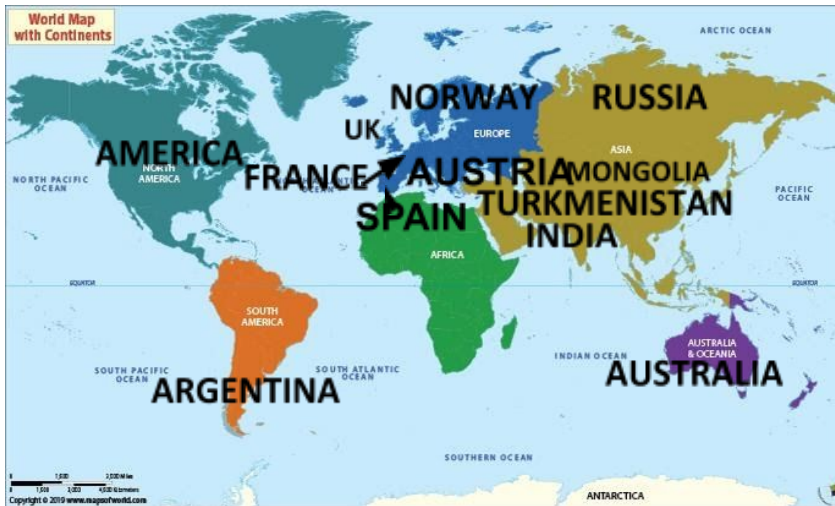 World Map
with Continents
ARCTIC OCEAN
NORWAY
RUSSIA
UK
EUROPE
AMERICA
ASIA
NORTH
AMERICA
FRANCE
AUSTRIA
MONGOLIA
NORTH PACIFIC
OCEAN
OCEAN
PACIFIC
OCEAN
SPAIN
TURKMENISTAN
INDIA
AFRICA
EQUATOR
EQUATOR
SOUTH
AMERICA
AUSTRALIA
& OCEANIA
INDIAN OCEAN
SOUTH PACIFIC
OCEAN
SOUTH ATLANTIC
OCEAN
AUSTRALIA
ARGENTINA
SOUTHERN OCEAN
ANTARCTICA
Copyright © 2019 www.mapsofworld.com